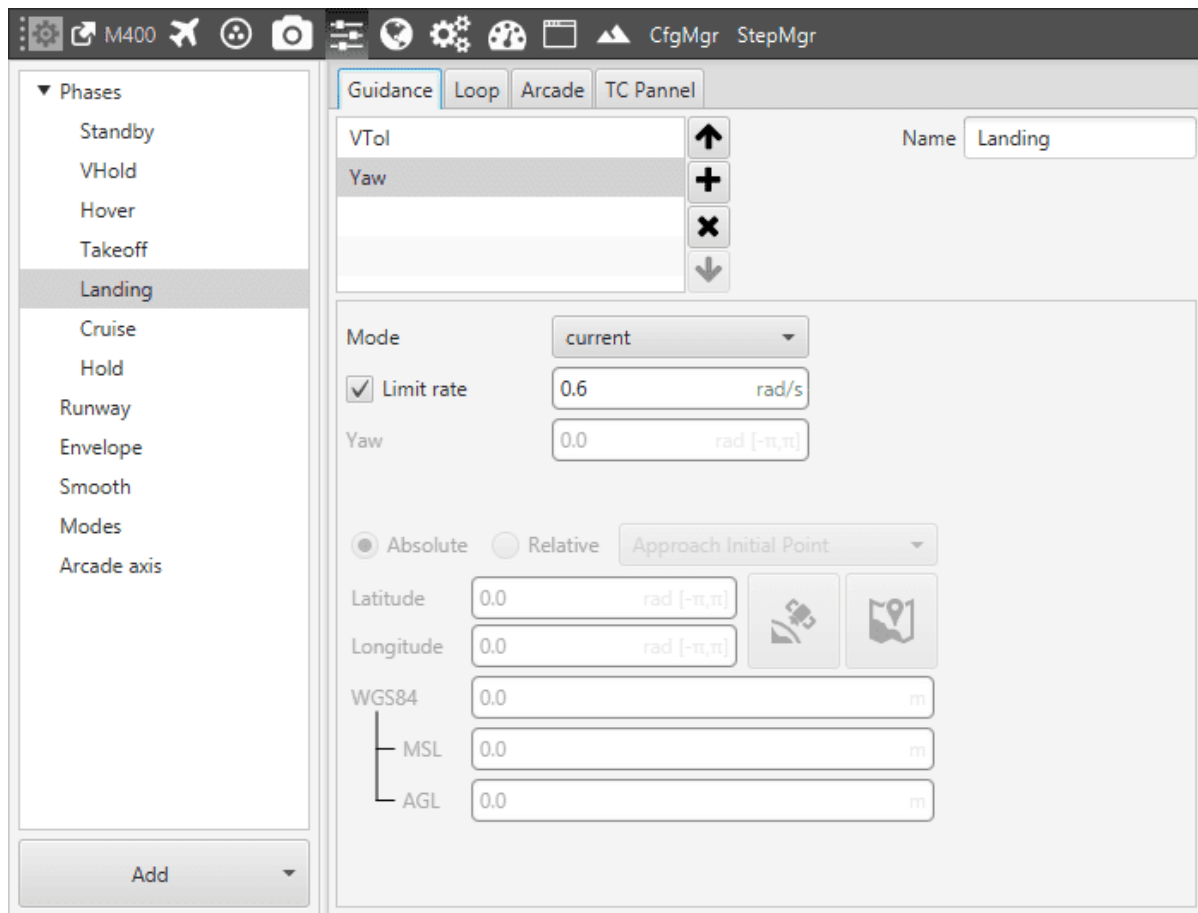 M400 CfgMgr StepMgr
Phases
Standby
VHold
Hover
Takeoff
Landing
Cruise
Hold
Runway
Envelope
Smooth
Modes
Arcade axis
Add
Guidance Loop Arcade TC Pannel
VTol
Yaw
Name Landing
Mode current
Limit rate 0.6 rad/s
Yaw 0.0 rad [-π,π]
Absolute Relative Approach Initial Point
Latitude 0.0 rad [-π,π]
Longitude 0.0 rad [-π,π]
WGS84 0.0 m
MSL 0.0 m
AGL 0.0 m